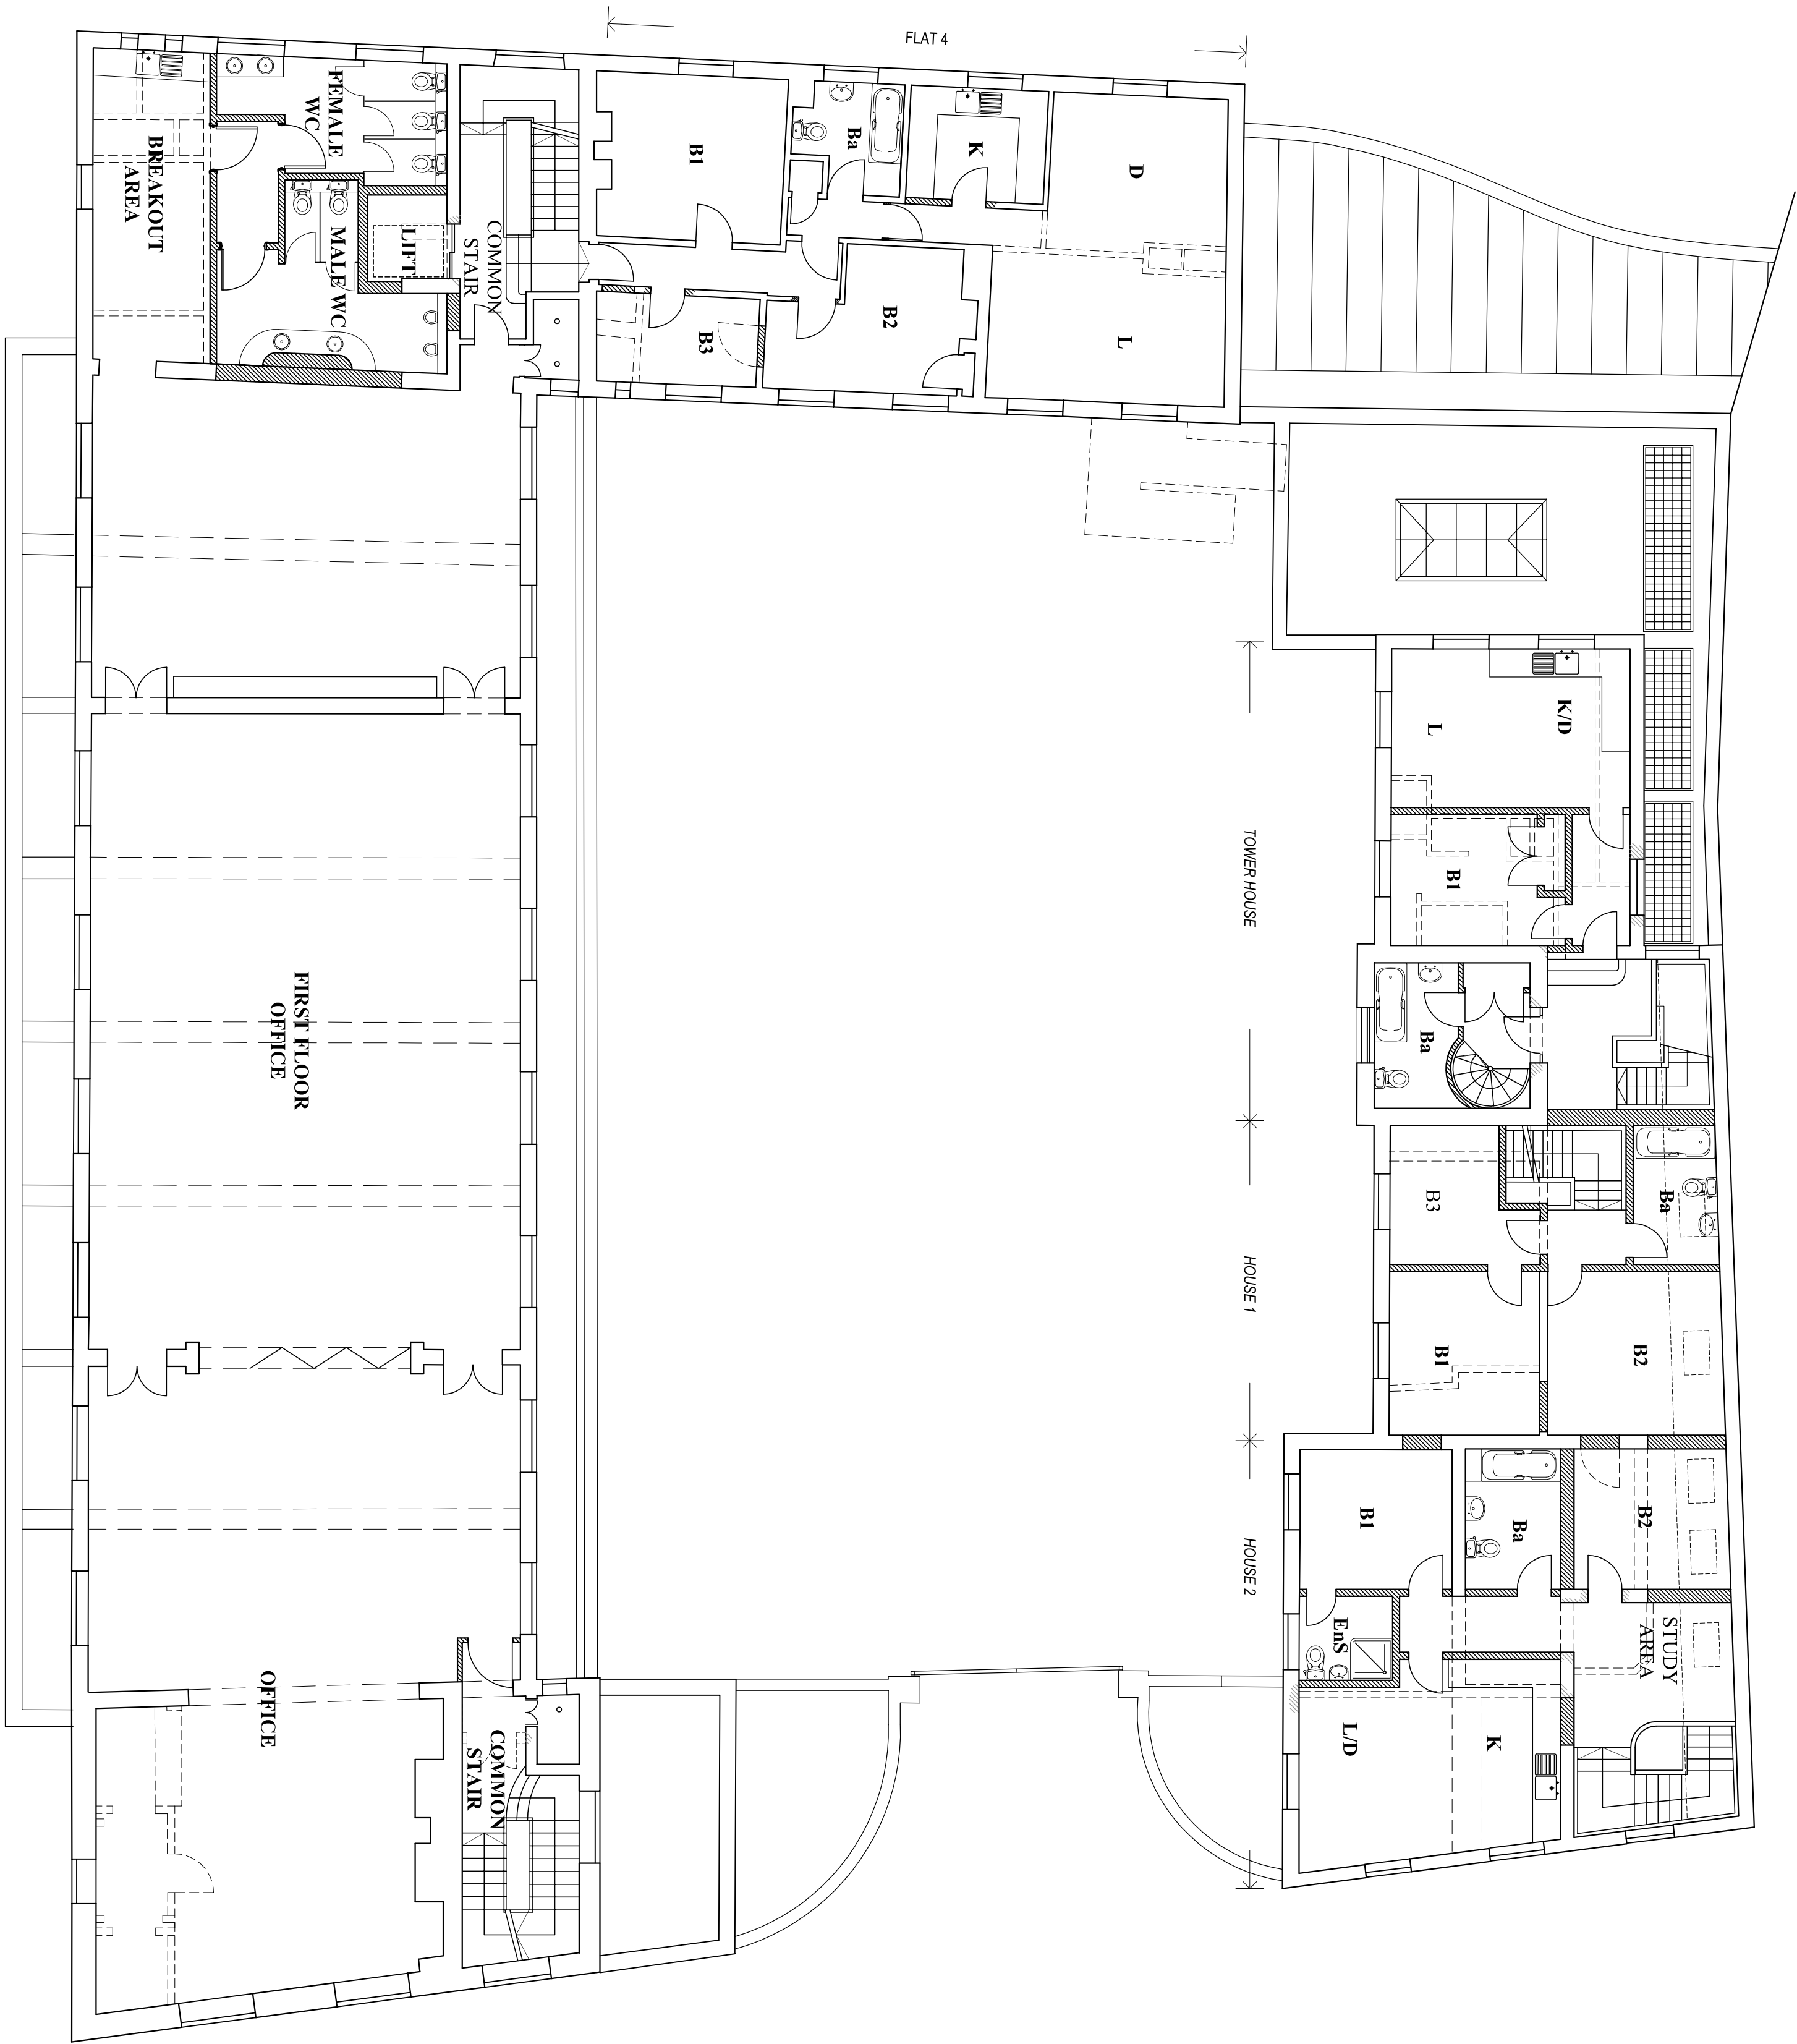 FLAT 4
FEMALE
WC
BREAKOUT
AREA
MALE WC
LIFT
COMMON
STAIR
B1
Ba
K
D
L
B2
B3
TOWER HOUSE
K/D
L
B1
Ba
HOUSE 1
Ba
B3
B1
B2
HOUSE 2
B1
Ba
B2
EnS
STUDY
AREA
L/D
K
FIRST FLOOR
OFFICE
OFFICE
COMMON
STAIR